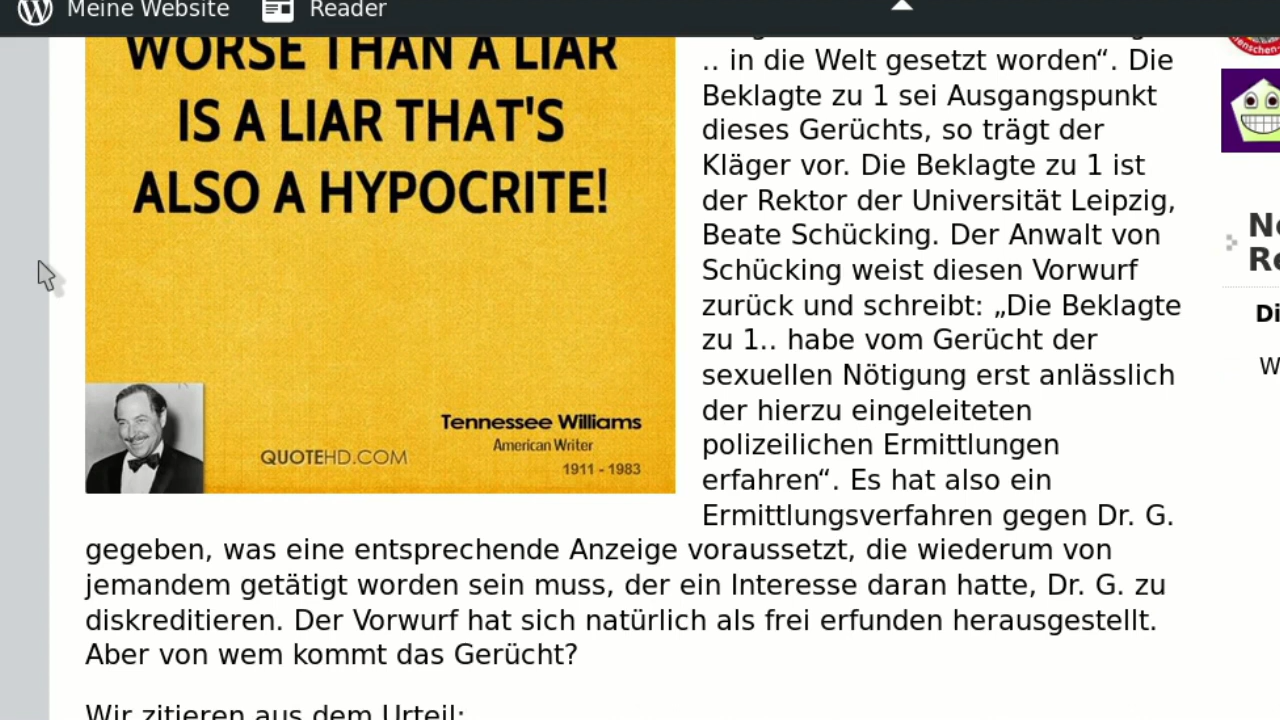 Meine Website
Reader
WORSE THAN A LIAR
IS A LIAR THAT'S
ALSO A HYPOCRITE!
Tennessee Williams
American Writer
QUOTEHD.COM
1911 - 1983
.. in die Welt gesetzt worden“. Die
Beklagte zu 1 sei Ausgangspunkt
dieses Gerüchts, so trägt der
Kläger vor. Die Beklagte zu 1 ist
der Rektor der Universität Leipzig,
Beate Schücking. Der Anwalt von
Schücking weist diesen Vorwurf
zurück und schreibt: „Die Beklagte
zu 1.. habe vom Gerücht der
sexuellen Nötigung erst anlässlich
der hierzu eingeleiteten
polizeilichen Ermittlungen
erfahren“. Es hat also ein
Ermittlungsverfahren gegen Dr. G.
gegeben, was eine entsprechende Anzeige voraussetzt, die wiederum von
jemandem getätigt worden sein muss, der ein Interesse daran hatte, Dr. G. zu
diskreditieren. Der Vorwurf hat sich natürlich als frei erfunden herausgestellt.
Aber von wem kommt das Gerücht?
Wir zitieren aus dem Urteil: